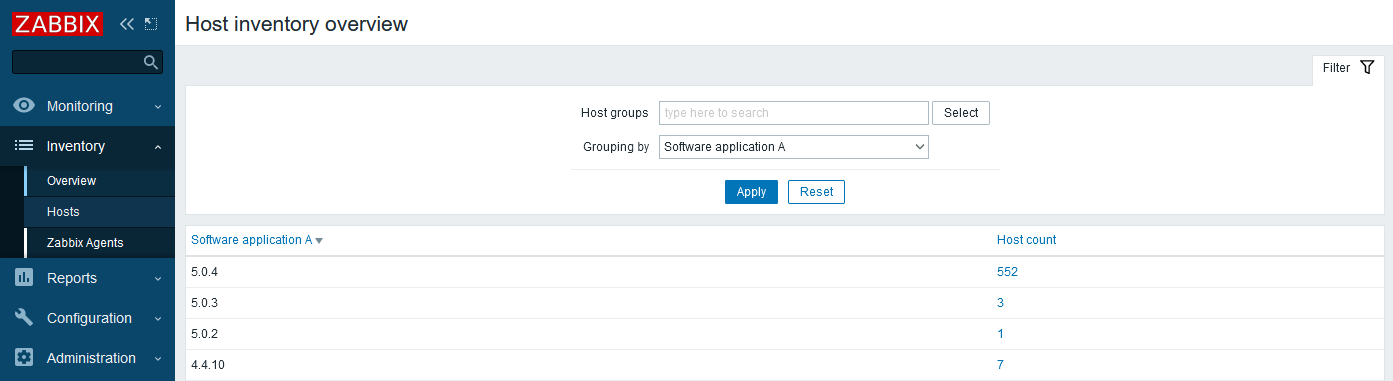 ZABBIX
Monitoring
Inventory
Overview
Hosts
Zabbix Agents
Reports
Configuration
Administration
Host inventory overview
Filter
Host groups type here to search Select
Grouping by Software application A
Apply Reset
Software application A Host count
5.0.4 552
5.0.3 3
5.0.2 1
4.4.10 7